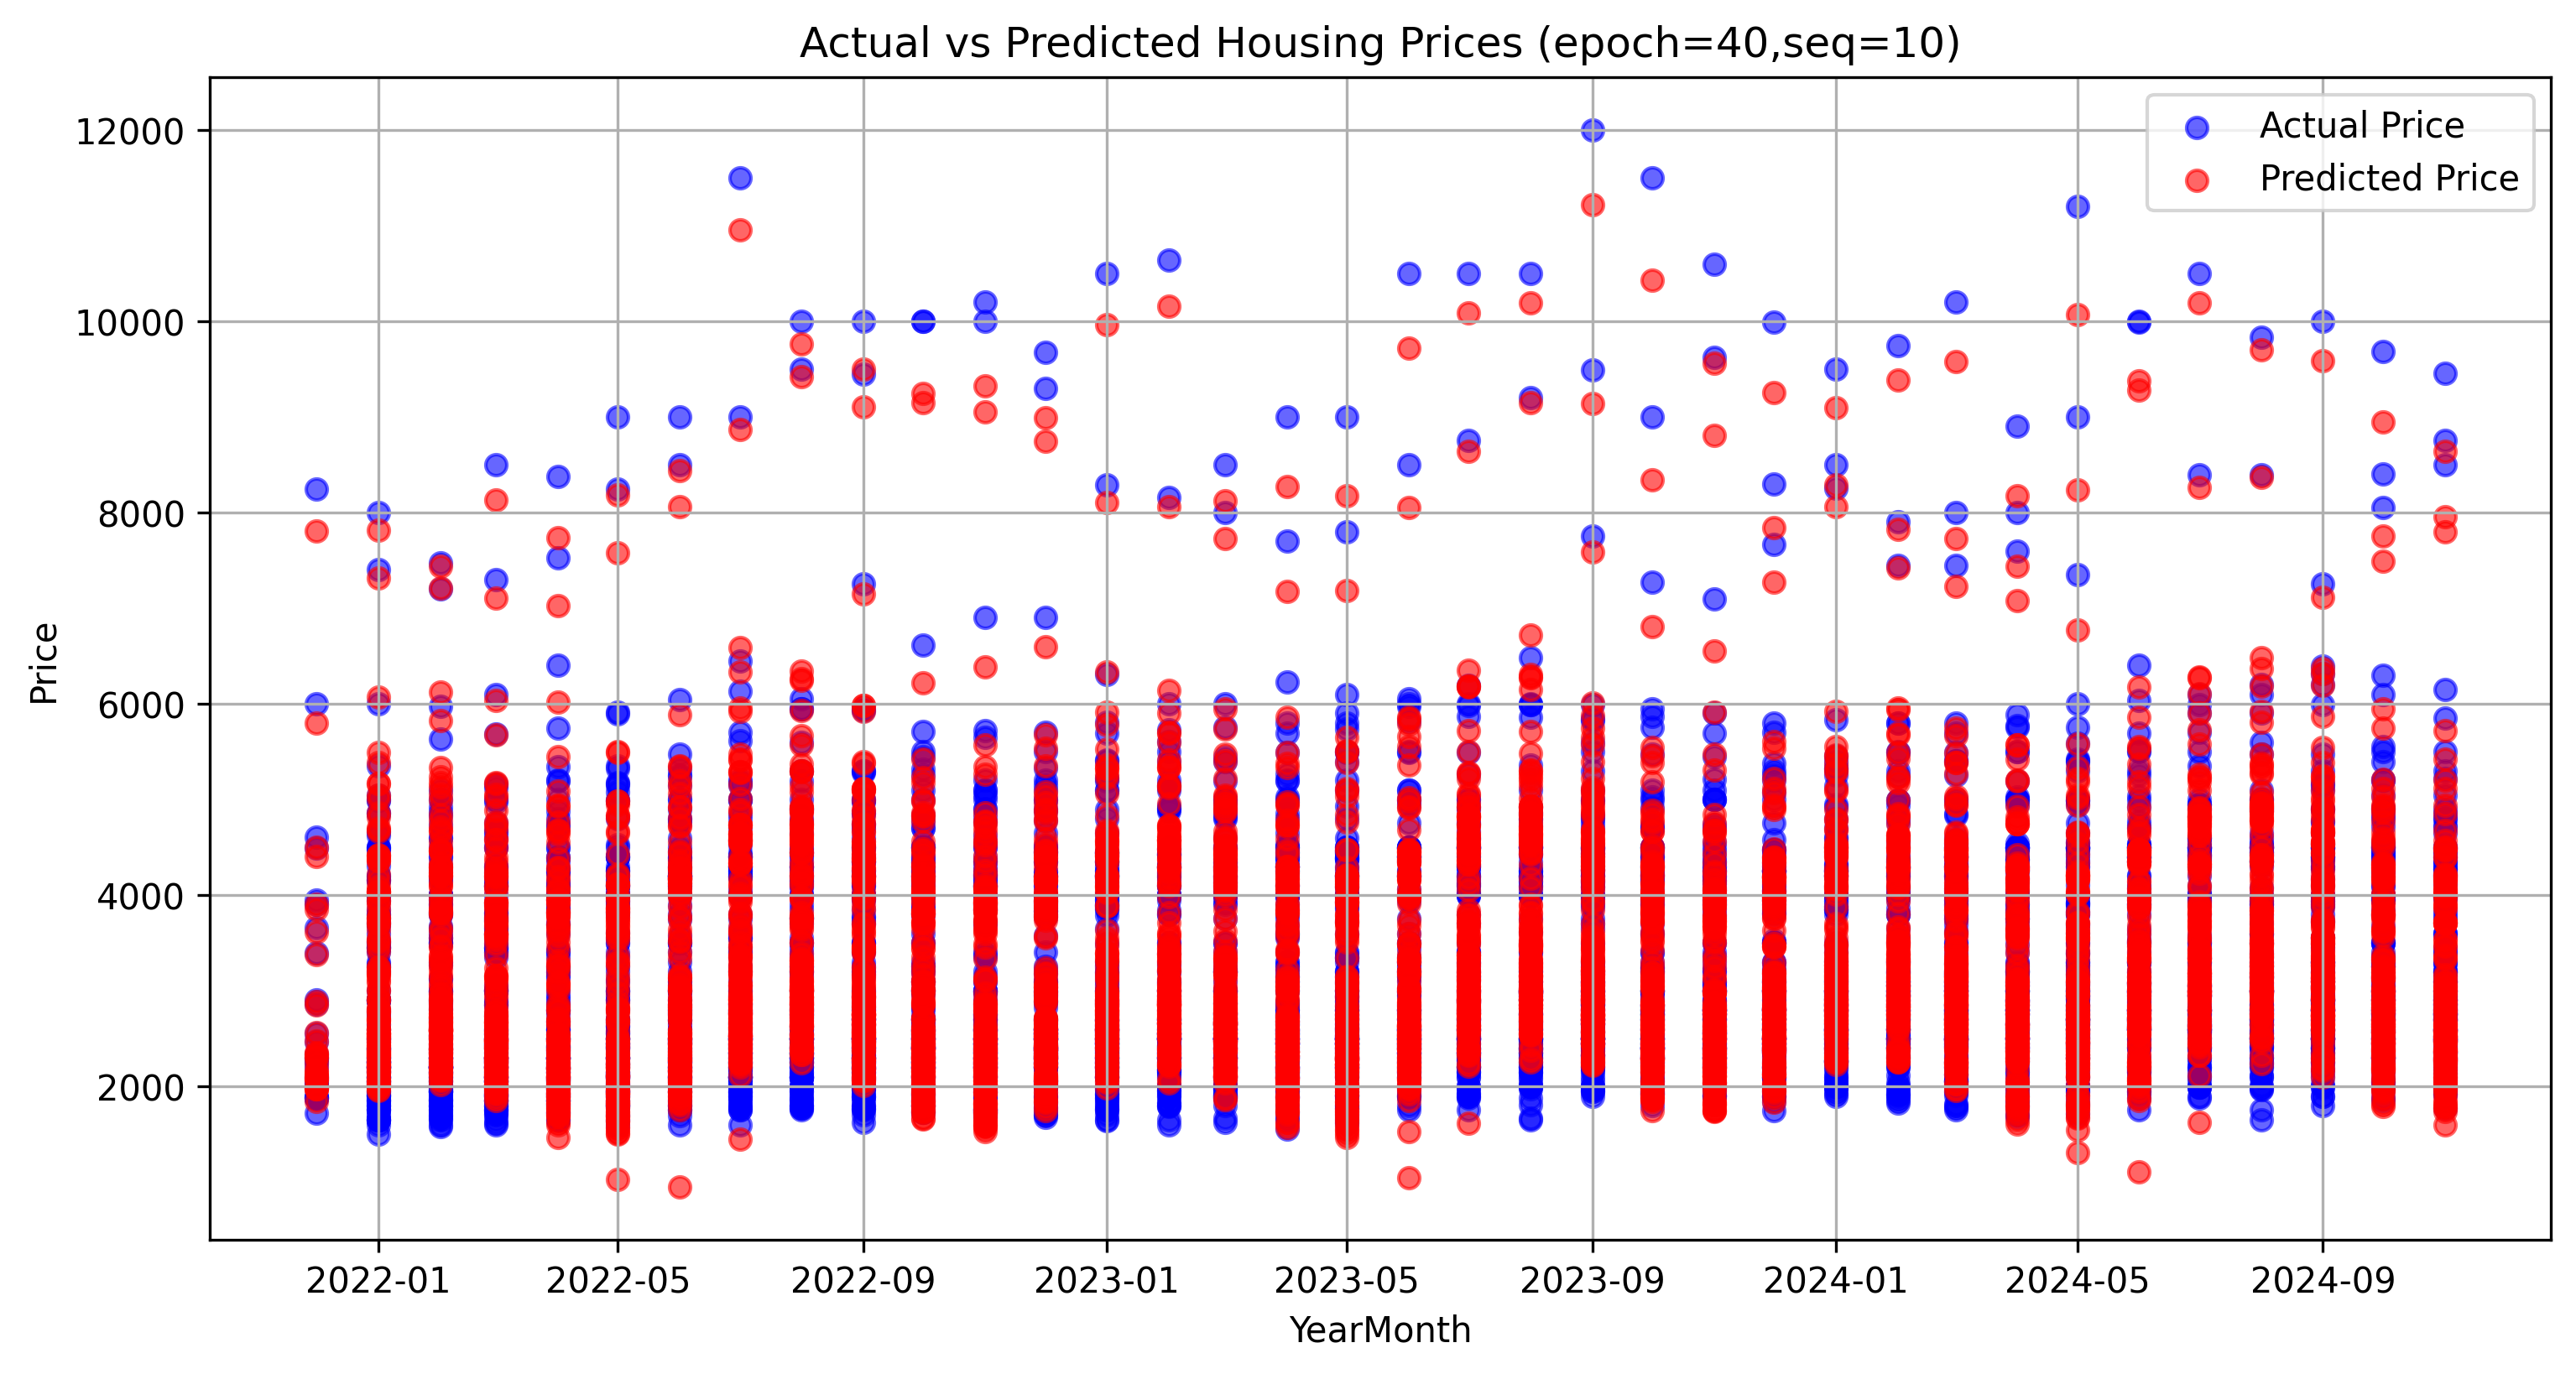 Actual vs Predicted Housing Prices (epoch=40,seq=10)
Actual Price
Predicted Price
12000
10000
8000
6000
4000
2000
Price
2022-01 2022-05 2022-09 2023-01 2023-05 2023-09 2024-01 2024-05 2024-09
YearMonth